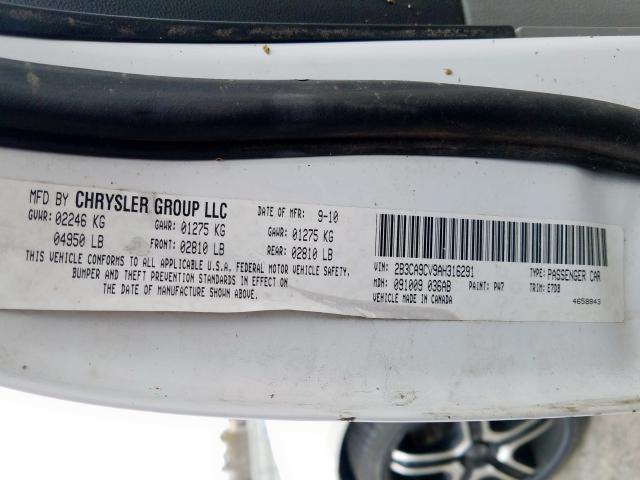 MFD BY CHRYSLER GROUP LLC DATE OF MFR: 9-10
GVWR: 02246 KG GAWR: 01275 KG GAWR: 01275 KG
04950 LB FRONT: 02810 LB REAR: 02810 LB
THIS VEHICLE CONFORMS TO ALL APPLICABLE U.S.A. FEDERAL MOTOR VEHICLE SAFETY,
BUMPER AND THEFT PREVENTION STANDARDS IN EFFECT ON
THE DATE OF MANUFACTURE SHOWN ABOVE.
VIN: 2B3CA9CV9AH316291 TYPE: PASSENGER CAR
MDH: 091009 036AB PAINT: PW7 TRIM: E7D9
VEHICLE MADE IN CANADA 4658843